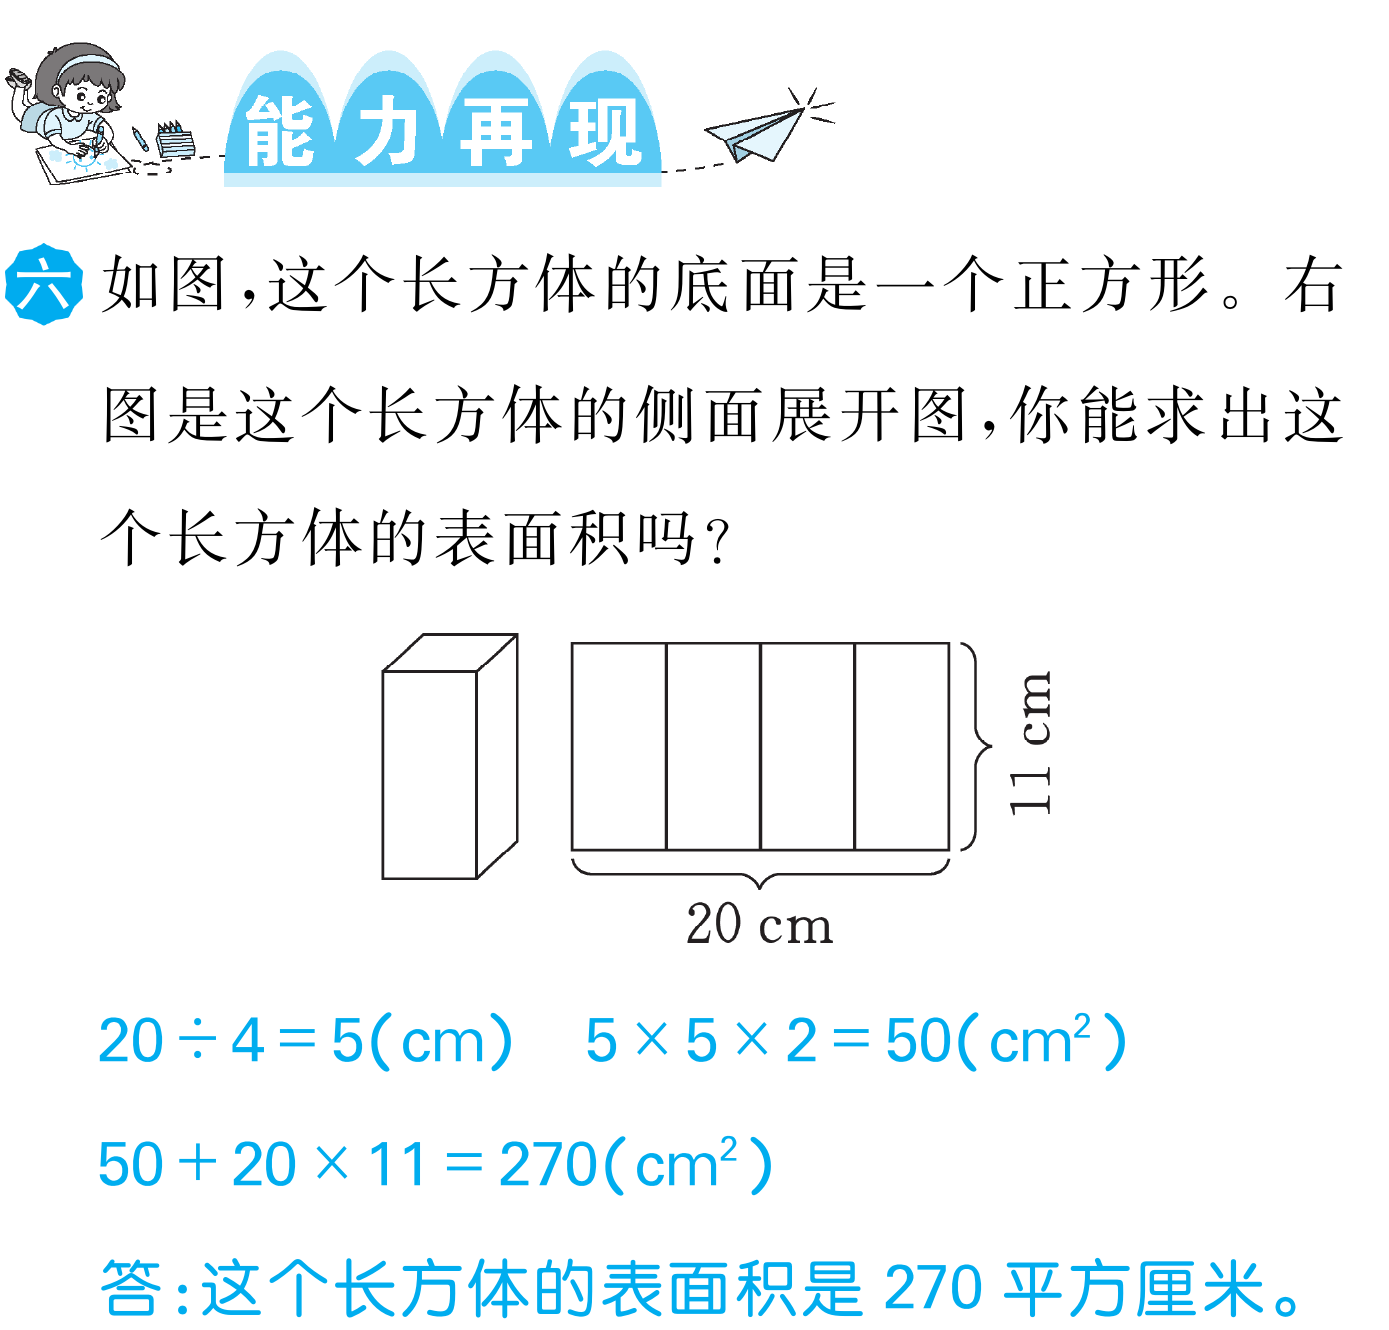 能力再现
六 如图，这个长方体的底面是一个正方形。右
图是这个长方体的侧面展开图，你能求出这
个长方体的表面积吗？
11 cm
20 cm
20÷4=5(cm) 5×5×2=50(cm²)
50+20×11=270(cm²)
答：这个长方体的表面积是 270 平方厘米。